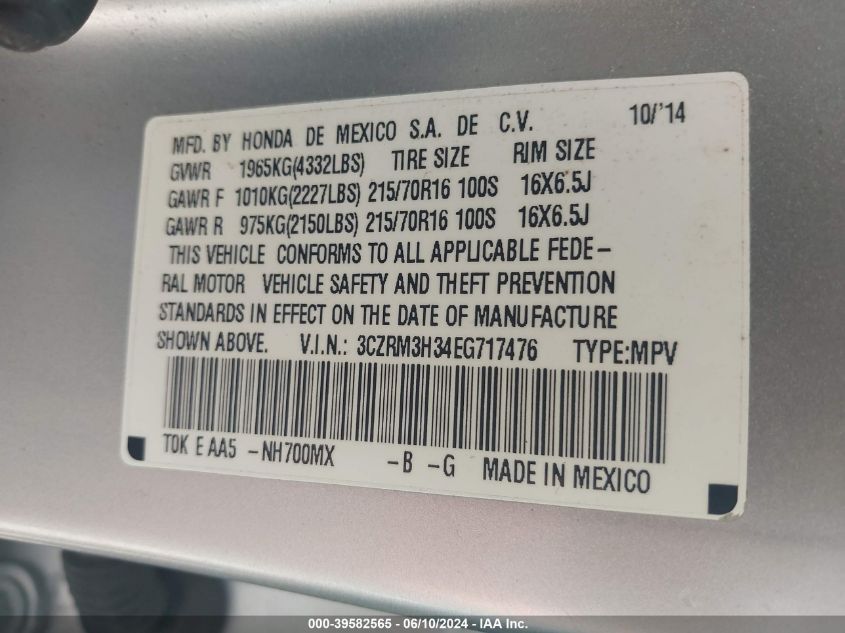 MFD. BY HONDA DE MEXICO S.A. DE C.V. 10/'14
GVWR 1965KG(4332LBS) TIRE SIZE RIM SIZE
GAWR F 1010KG(2227LBS) 215/70R16 100S 16X6.5J
GAWR R 975KG(2150LBS) 215/70R16 100S 16X6.5J
THIS VEHICLE CONFORMS TO ALL APPLICABLE FEDE-
RAL MOTOR VEHICLE SAFETY AND THEFT PREVENTION
STANDARDS IN EFFECT ON THE DATE OF MANUFACTURE
SHOWN ABOVE. V.I.N.: 3CZRM3H34EG717476 TYPE:MPV
T0K E AA5 -NH700MX -B -G MADE IN MEXICO
000-39582565 - 06/10/2024 - IAA Inc.